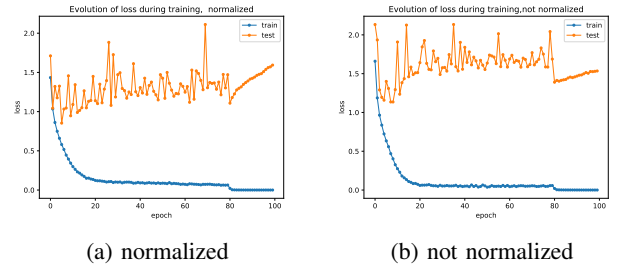 Evolution of loss during training, normalized
train
test
2.0
1.5
1.0
0.5
0.0
loss
0 20 40 60 80 100
epoch
(a) normalized
Evolution of loss during training,not normalized
train
test
2.0
1.5
1.0
0.5
0.0
loss
0 20 40 60 80 100
epoch
(b) not normalized